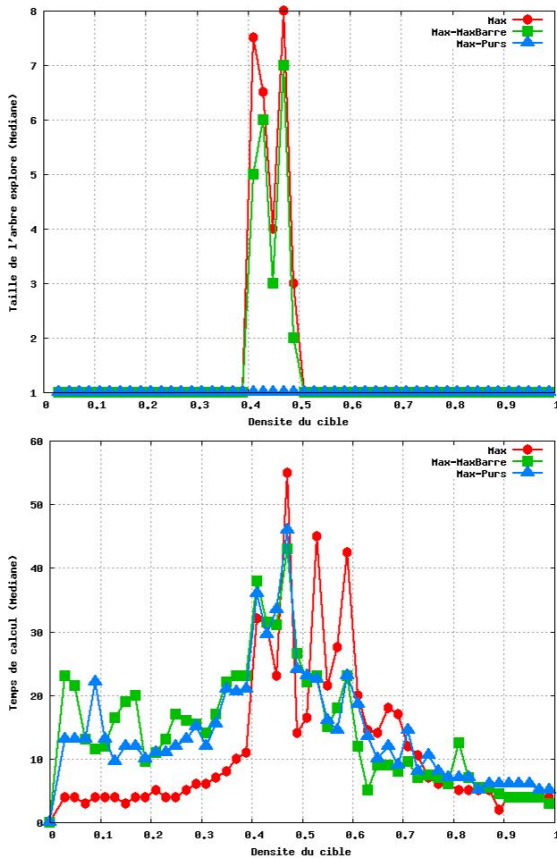 8
7
6
5
4
3
2
1
Taille de l'arbre explore (Mediane)
Max
Max-MaxBarre
Max-Purs
0 0.1 0.2 0.3 0.4 0.5 0.6 0.7 0.8 0.9 1
Densite du cible
60
50
40
30
20
10
0
Temps de calcul (Mediane)
Max
Max-MaxBarre
Max-Purs
0 0.1 0.2 0.3 0.4 0.5 0.6 0.7 0.8 0.9 1
Densite du cible